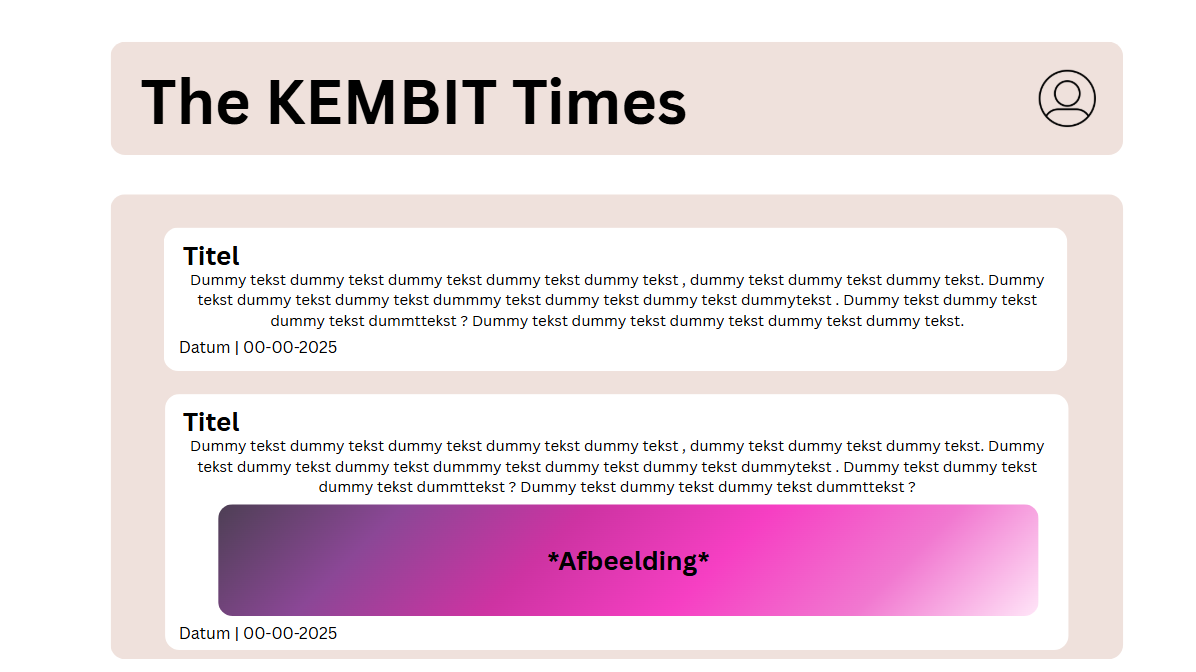 The KEMBIT Times
Titel
Dummy tekst dummy tekst dummy tekst dummy tekst dummy tekst , dummy tekst dummy tekst dummy tekst. Dummy
tekst dummy tekst dummy tekst dummmy tekst dummy tekst dummy tekst dummytekst . Dummy tekst dummy tekst
dummy tekst dummttekst ? Dummy tekst dummy tekst dummy tekst dummy tekst dummy tekst.
Datum | 00-00-2025
Titel
Dummy tekst dummy tekst dummy tekst dummy tekst dummy tekst , dummy tekst dummy tekst dummy tekst. Dummy
tekst dummy tekst dummy tekst dummmy tekst dummy tekst dummy tekst dummytekst . Dummy tekst dummy tekst
dummy tekst dummttekst ? Dummy tekst dummy tekst dummy tekst dummttekst ?
*Afbeelding*
Datum | 00-00-2025